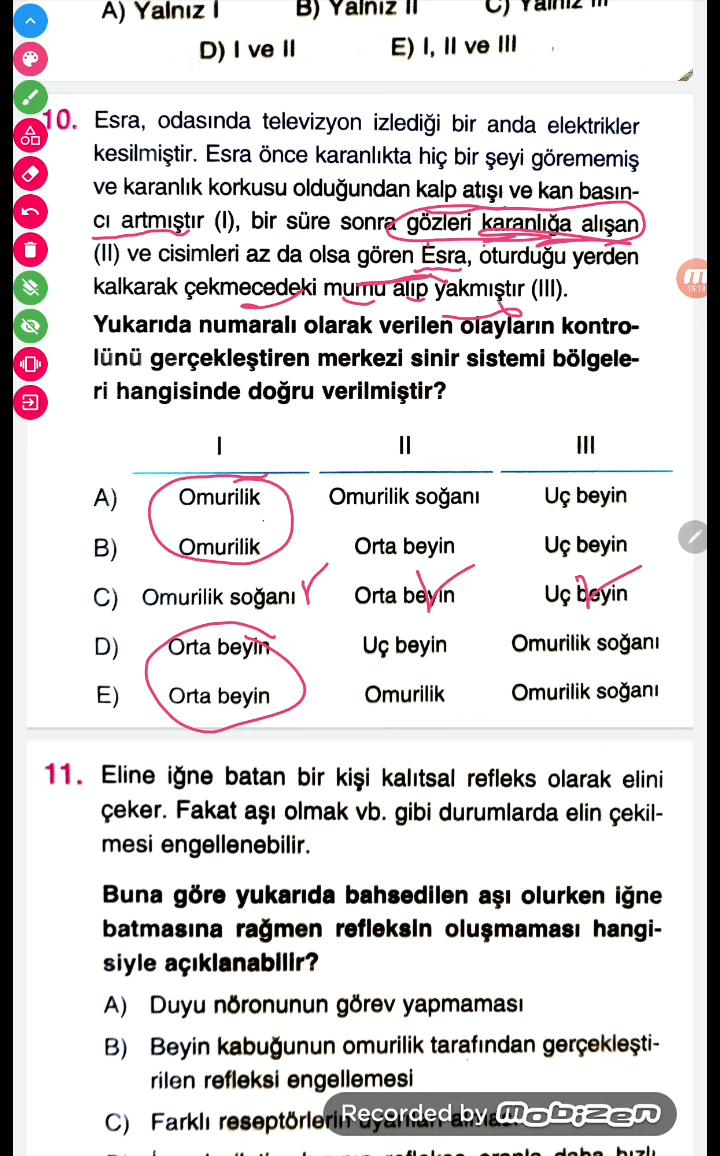 A) Yalnız I B) Yalnız II C) Yalnız III
D) I ve II E) I, II ve III
10. Esra, odasında televizyon izlediği bir anda elektrikler
kesilmiştir. Esra önce karanlıkta hiç bir şeyi görememiş
ve karanlık korkusu olduğundan kalp atışı ve kan basın-
cı artmıştır (I), bir süre sonra gözleri karanlığa alışan
(II) ve cisimleri az da olsa gören Esra, oturduğu yerden
kalkarak çekmecedeki mumu alıp yakmıştır (III).
Yukarıda numaralı olarak verilen olayların kontro-
lünü gerçekleştiren merkezi sinir sistemi bölgele-
ri hangisinde doğru verilmiştir?
I II III
A) Omurilik Omurilik soğanı Uç beyin
B) Omurilik Orta beyin Uç beyin
C) Omurilik soğanı Orta beyin Uç beyin
D) Orta beyin Uç beyin Omurilik soğanı
E) Orta beyin Omurilik Omurilik soğanı
15:13
11. Eline iğne batan bir kişi kalıtsal refleks olarak elini
çeker. Fakat aşı olmak vb. gibi durumlarda elin çekil-
mesi engellenebilir.
Buna göre yukarıda bahsedilen aşı olurken iğne
batmasına rağmen refleksin oluşmaması hangi-
siyle açıklanabilir?
A) Duyu nöronunun görev yapmaması
B) Beyin kabuğunun omurilik tarafından gerçekleşti-
rilen refleksi engellemesi
C) Farklı reseptörlerin uyarıları alması
Recorded by Mobizen